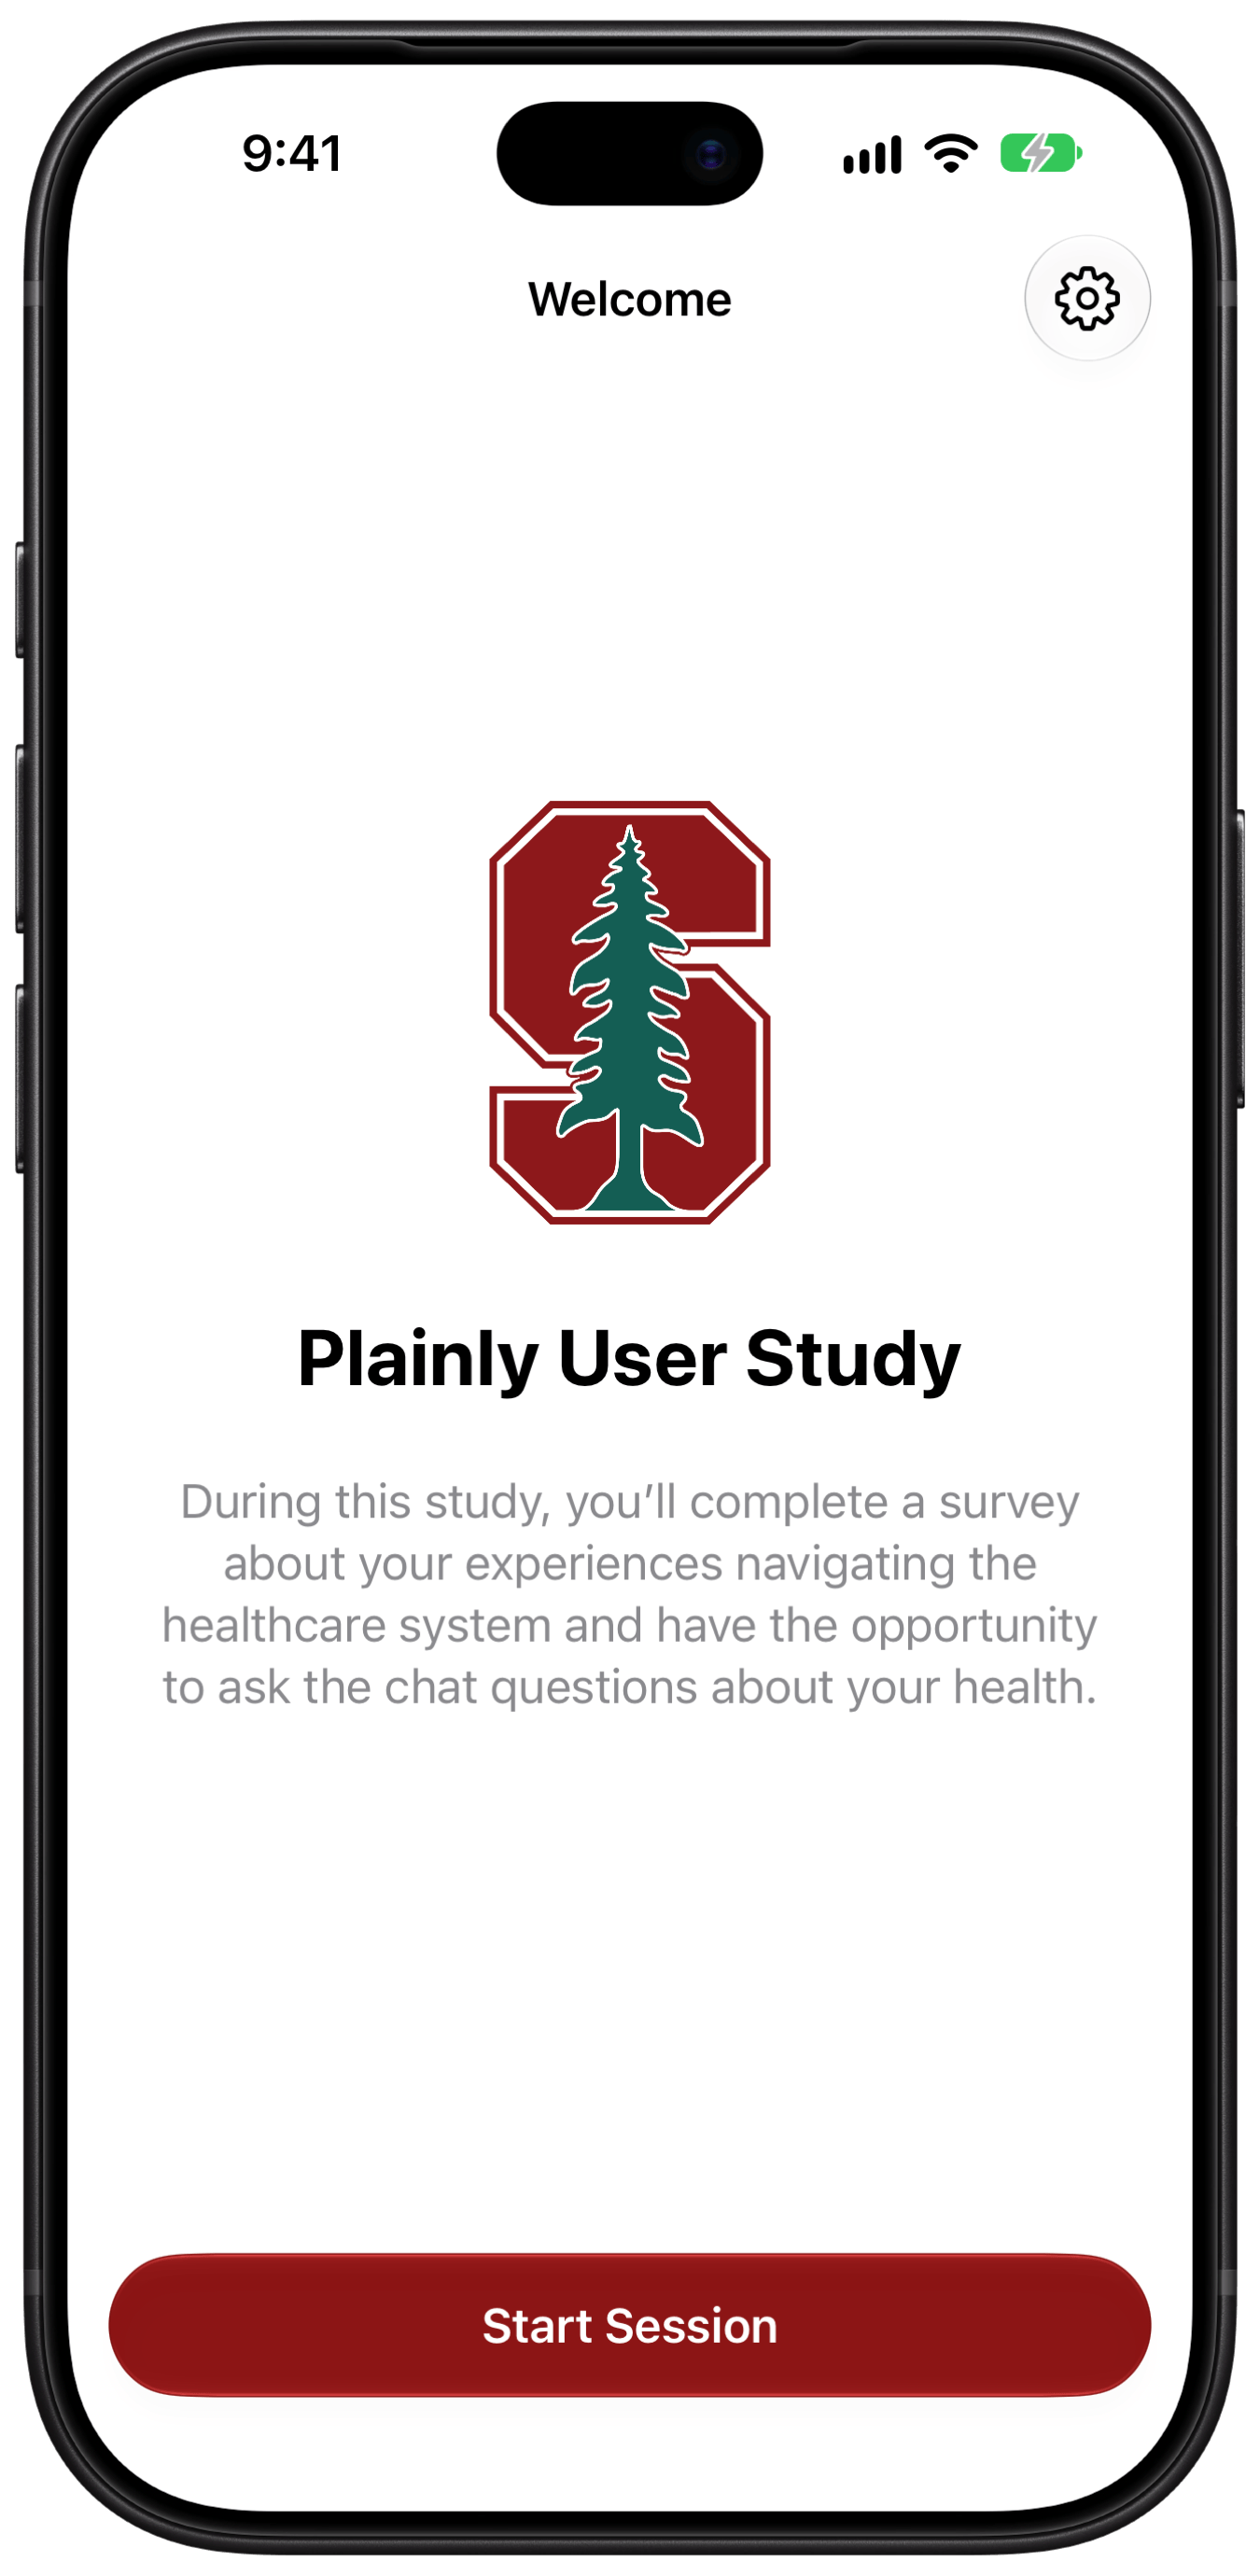 9:41
Welcome
Plainly User Study
During this study, you’ll complete a survey
about your experiences navigating the
healthcare system and have the opportunity
to ask the chat questions about your health.
Start Session